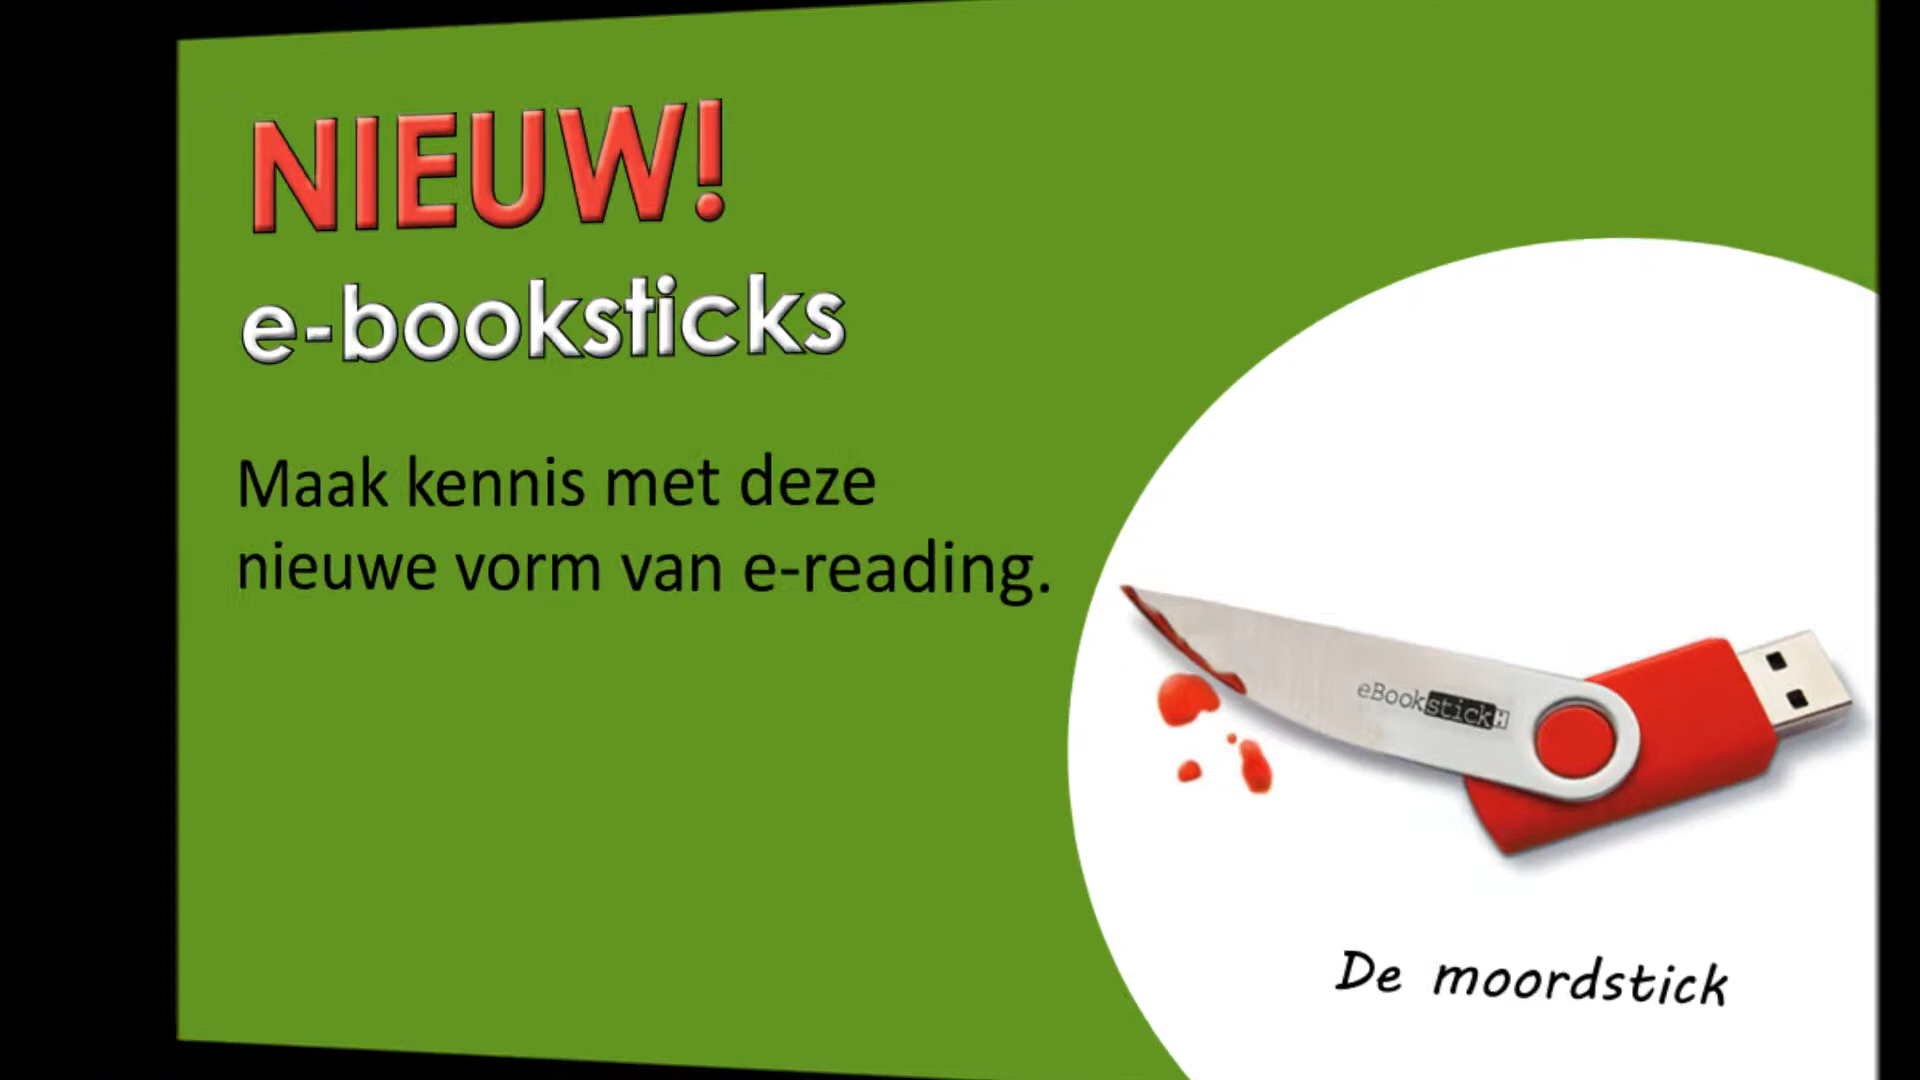 NIEUW!
e-booksticks
Maak kennis met deze
nieuwe vorm van e-reading.
eBookstick
De moordstick